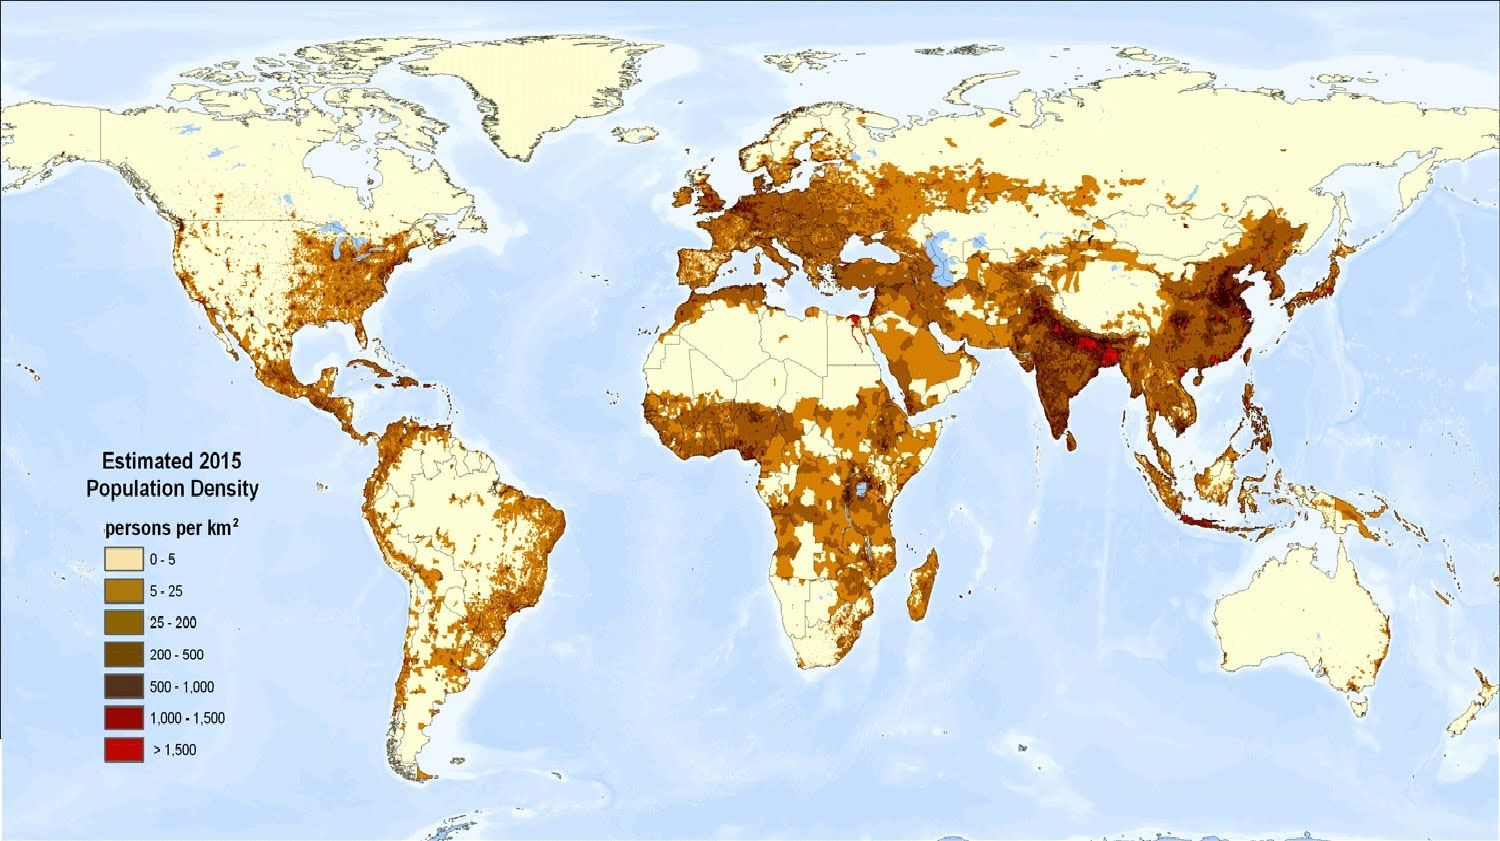 Estimated 2015
Population Density
persons per km²
0 - 5
5 - 25
25 - 200
200 - 500
500 - 1,000
1,000 - 1,500
> 1,500